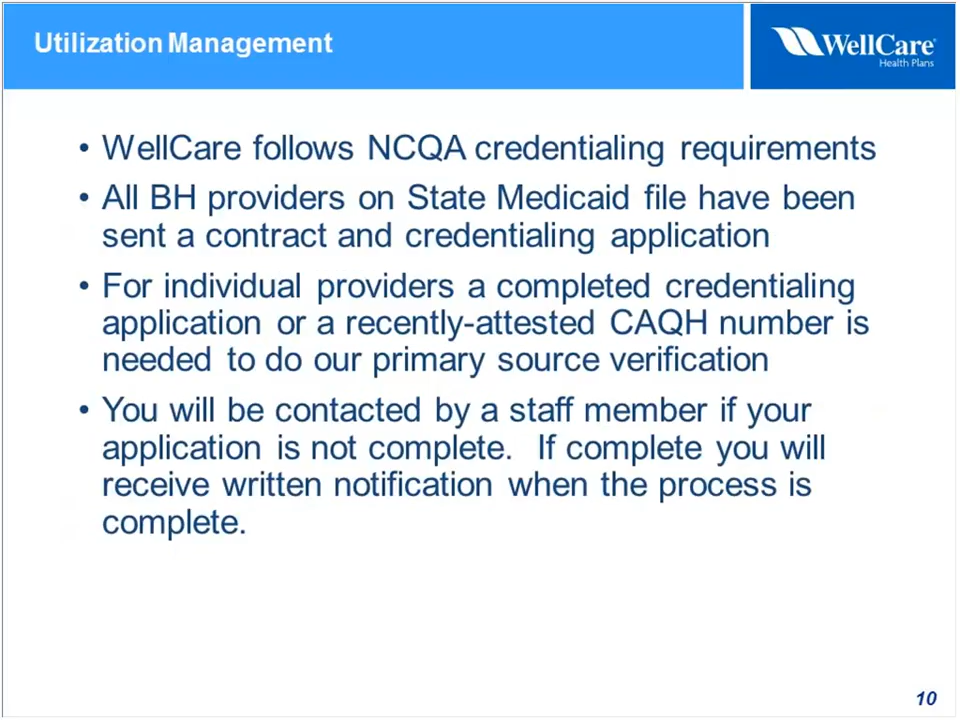 Utilization Management
WellCare®
Health Plans
• WellCare follows NCQA credentialing requirements
• All BH providers on State Medicaid file have been
sent a contract and credentialing application
• For individual providers a completed credentialing
application or a recently-attested CAQH number is
needed to do our primary source verification
• You will be contacted by a staff member if your
application is not complete.  If complete you will
receive written notification when the process is
complete.
10